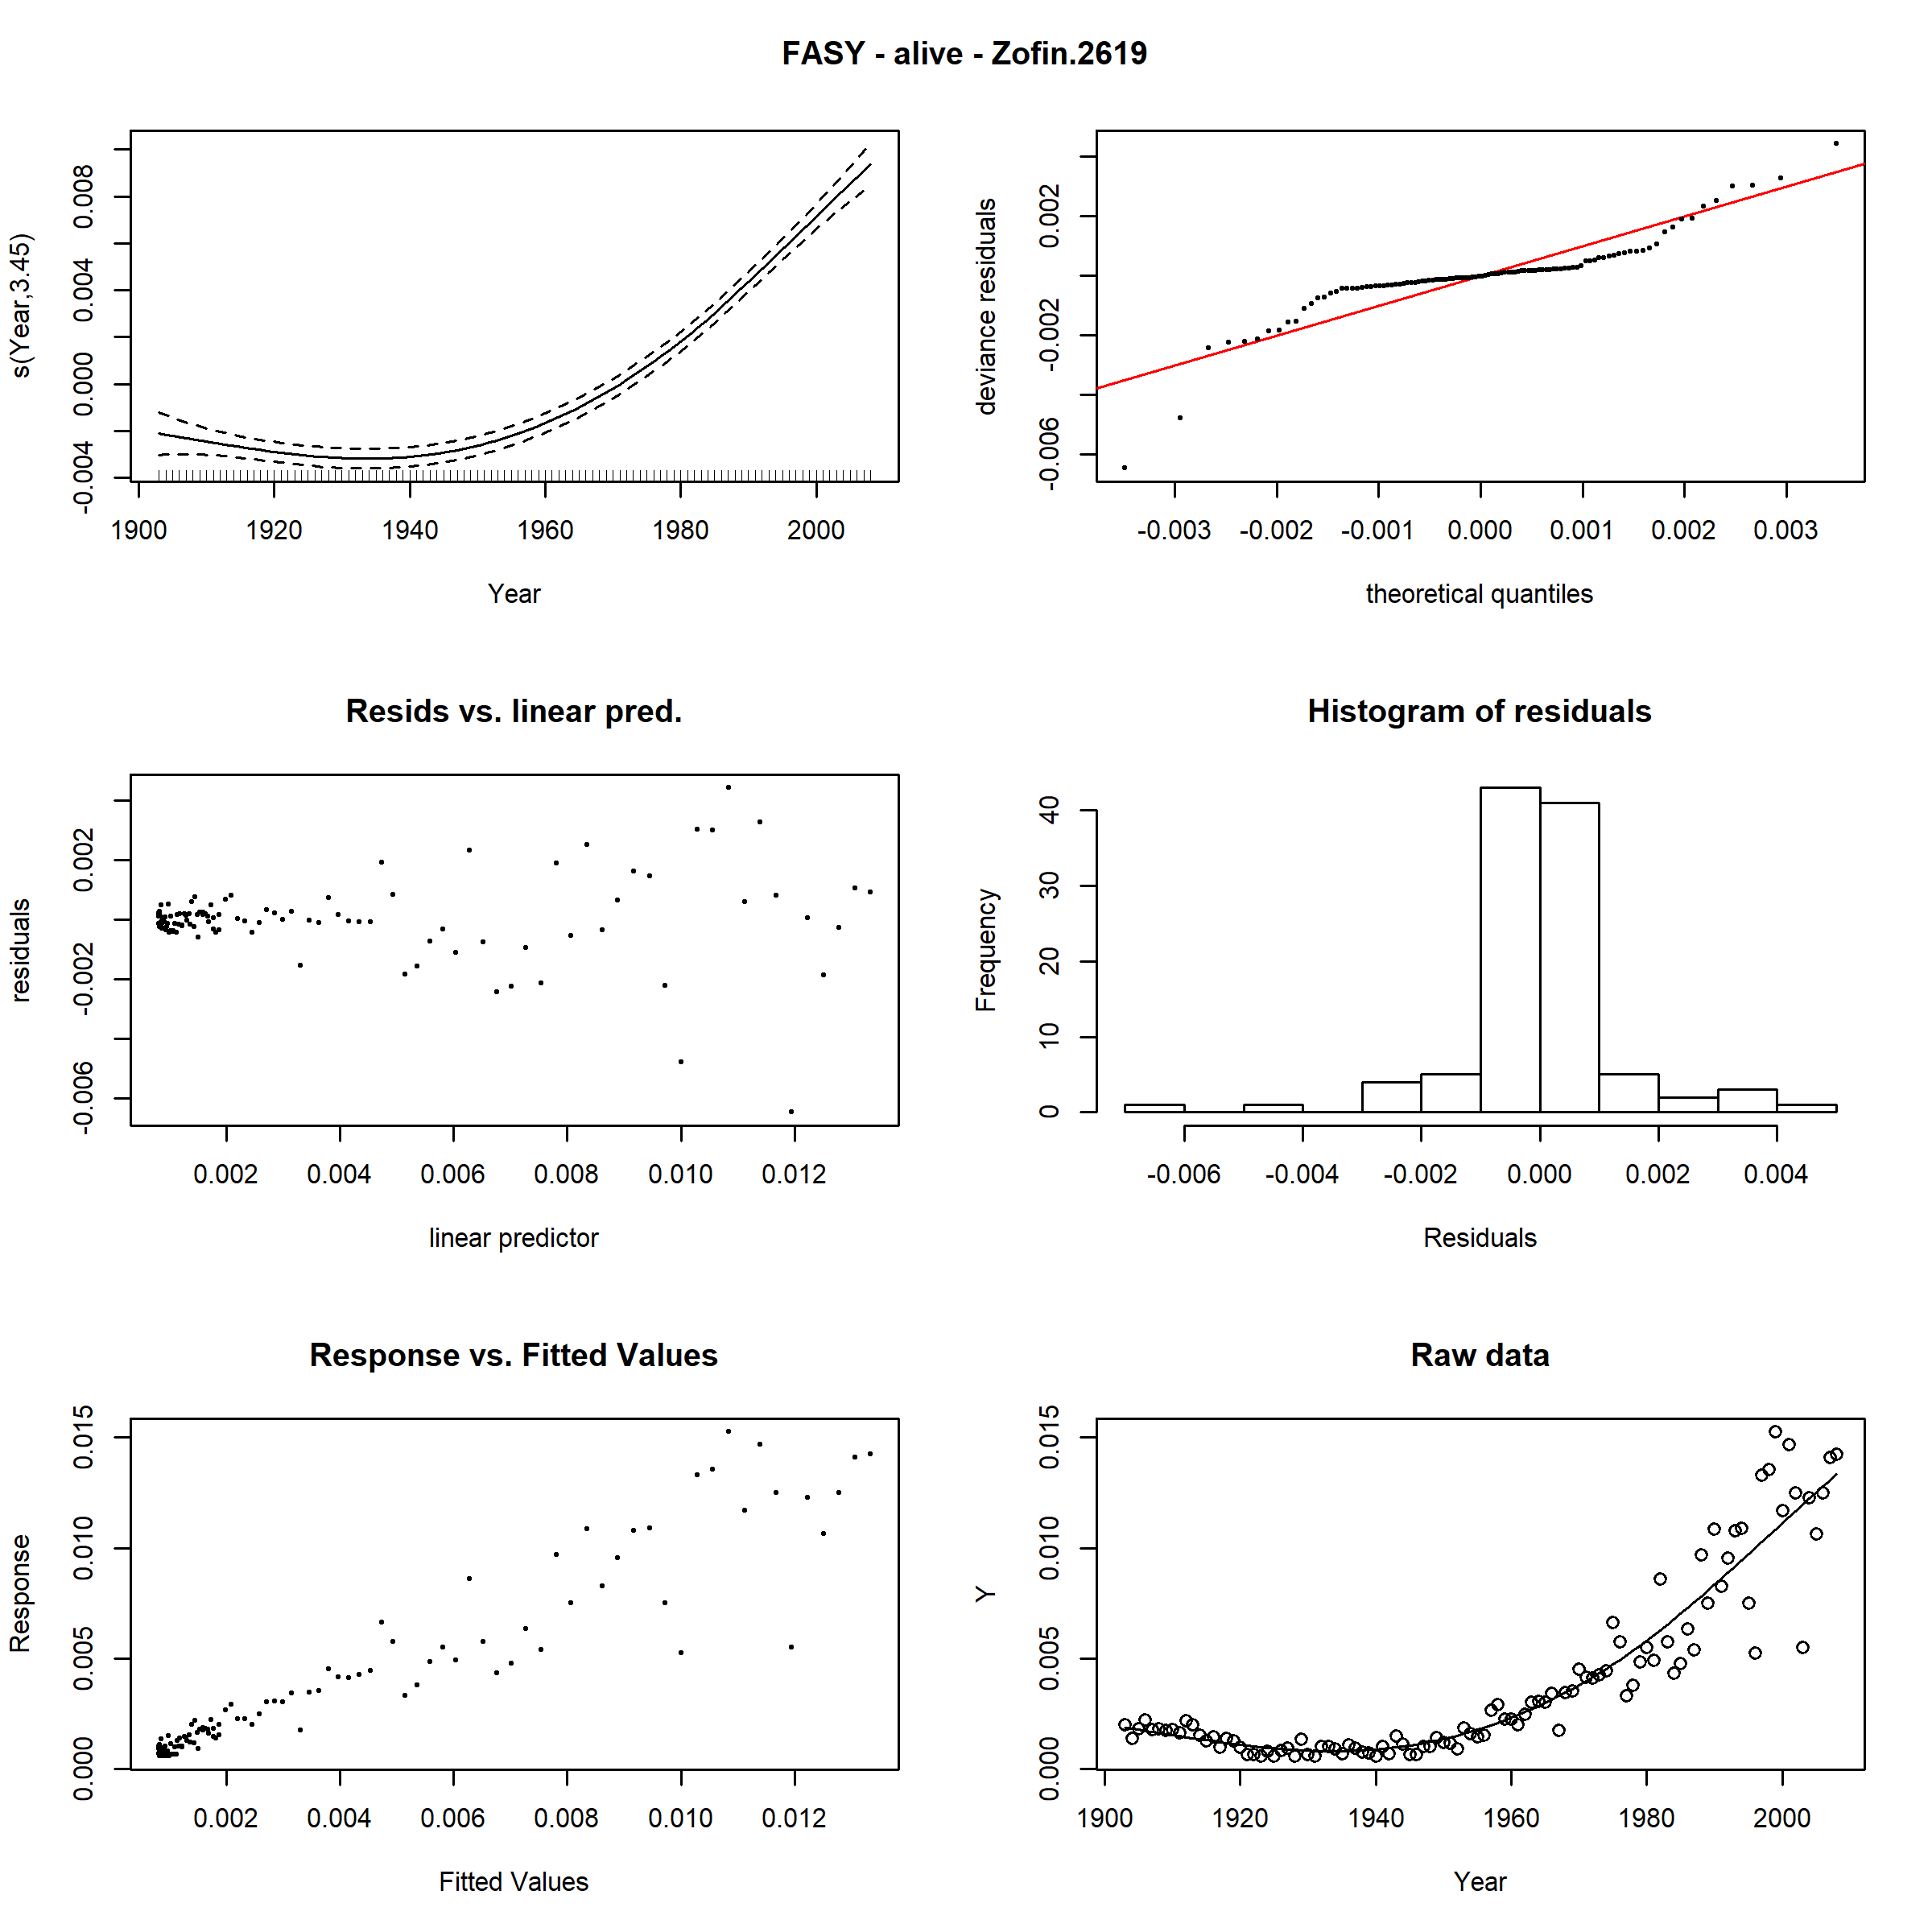 FASY - alive - Zofin.2619
s(Year,3.45)
-0.004 0.000 0.004 0.008
1900 1920 1940 1960 1980 2000
Year
deviance residuals
-0.006 -0.002 0.002
-0.003 -0.002 -0.001 0.000 0.001 0.002 0.003
theoretical quantiles
Resids vs. linear pred.
residuals
-0.006 -0.002 0.002
0.002 0.004 0.006 0.008 0.010 0.012
linear predictor
Histogram of residuals
Frequency
0 10 20 30 40
-0.006 -0.004 -0.002 0.000 0.002 0.004
Residuals
Response vs. Fitted Values
Response
0.000 0.005 0.010 0.015
0.002 0.004 0.006 0.008 0.010 0.012
Fitted Values
Raw data
Y
0.000 0.005 0.010 0.015
1900 1920 1940 1960 1980 2000
Year